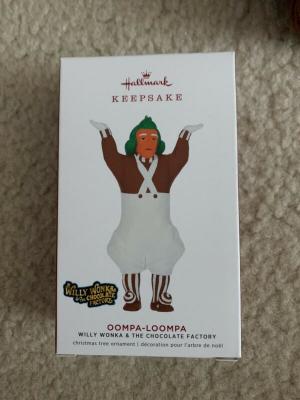 Hallmark
KEEPSAKE
WILLY WONKA
& THE CHOCOLATE
FACTORY
OOMPA-LOOMPA
WILLY WONKA & THE CHOCOLATE FACTORY
christmas tree ornament | décoration pour l'arbre de noël